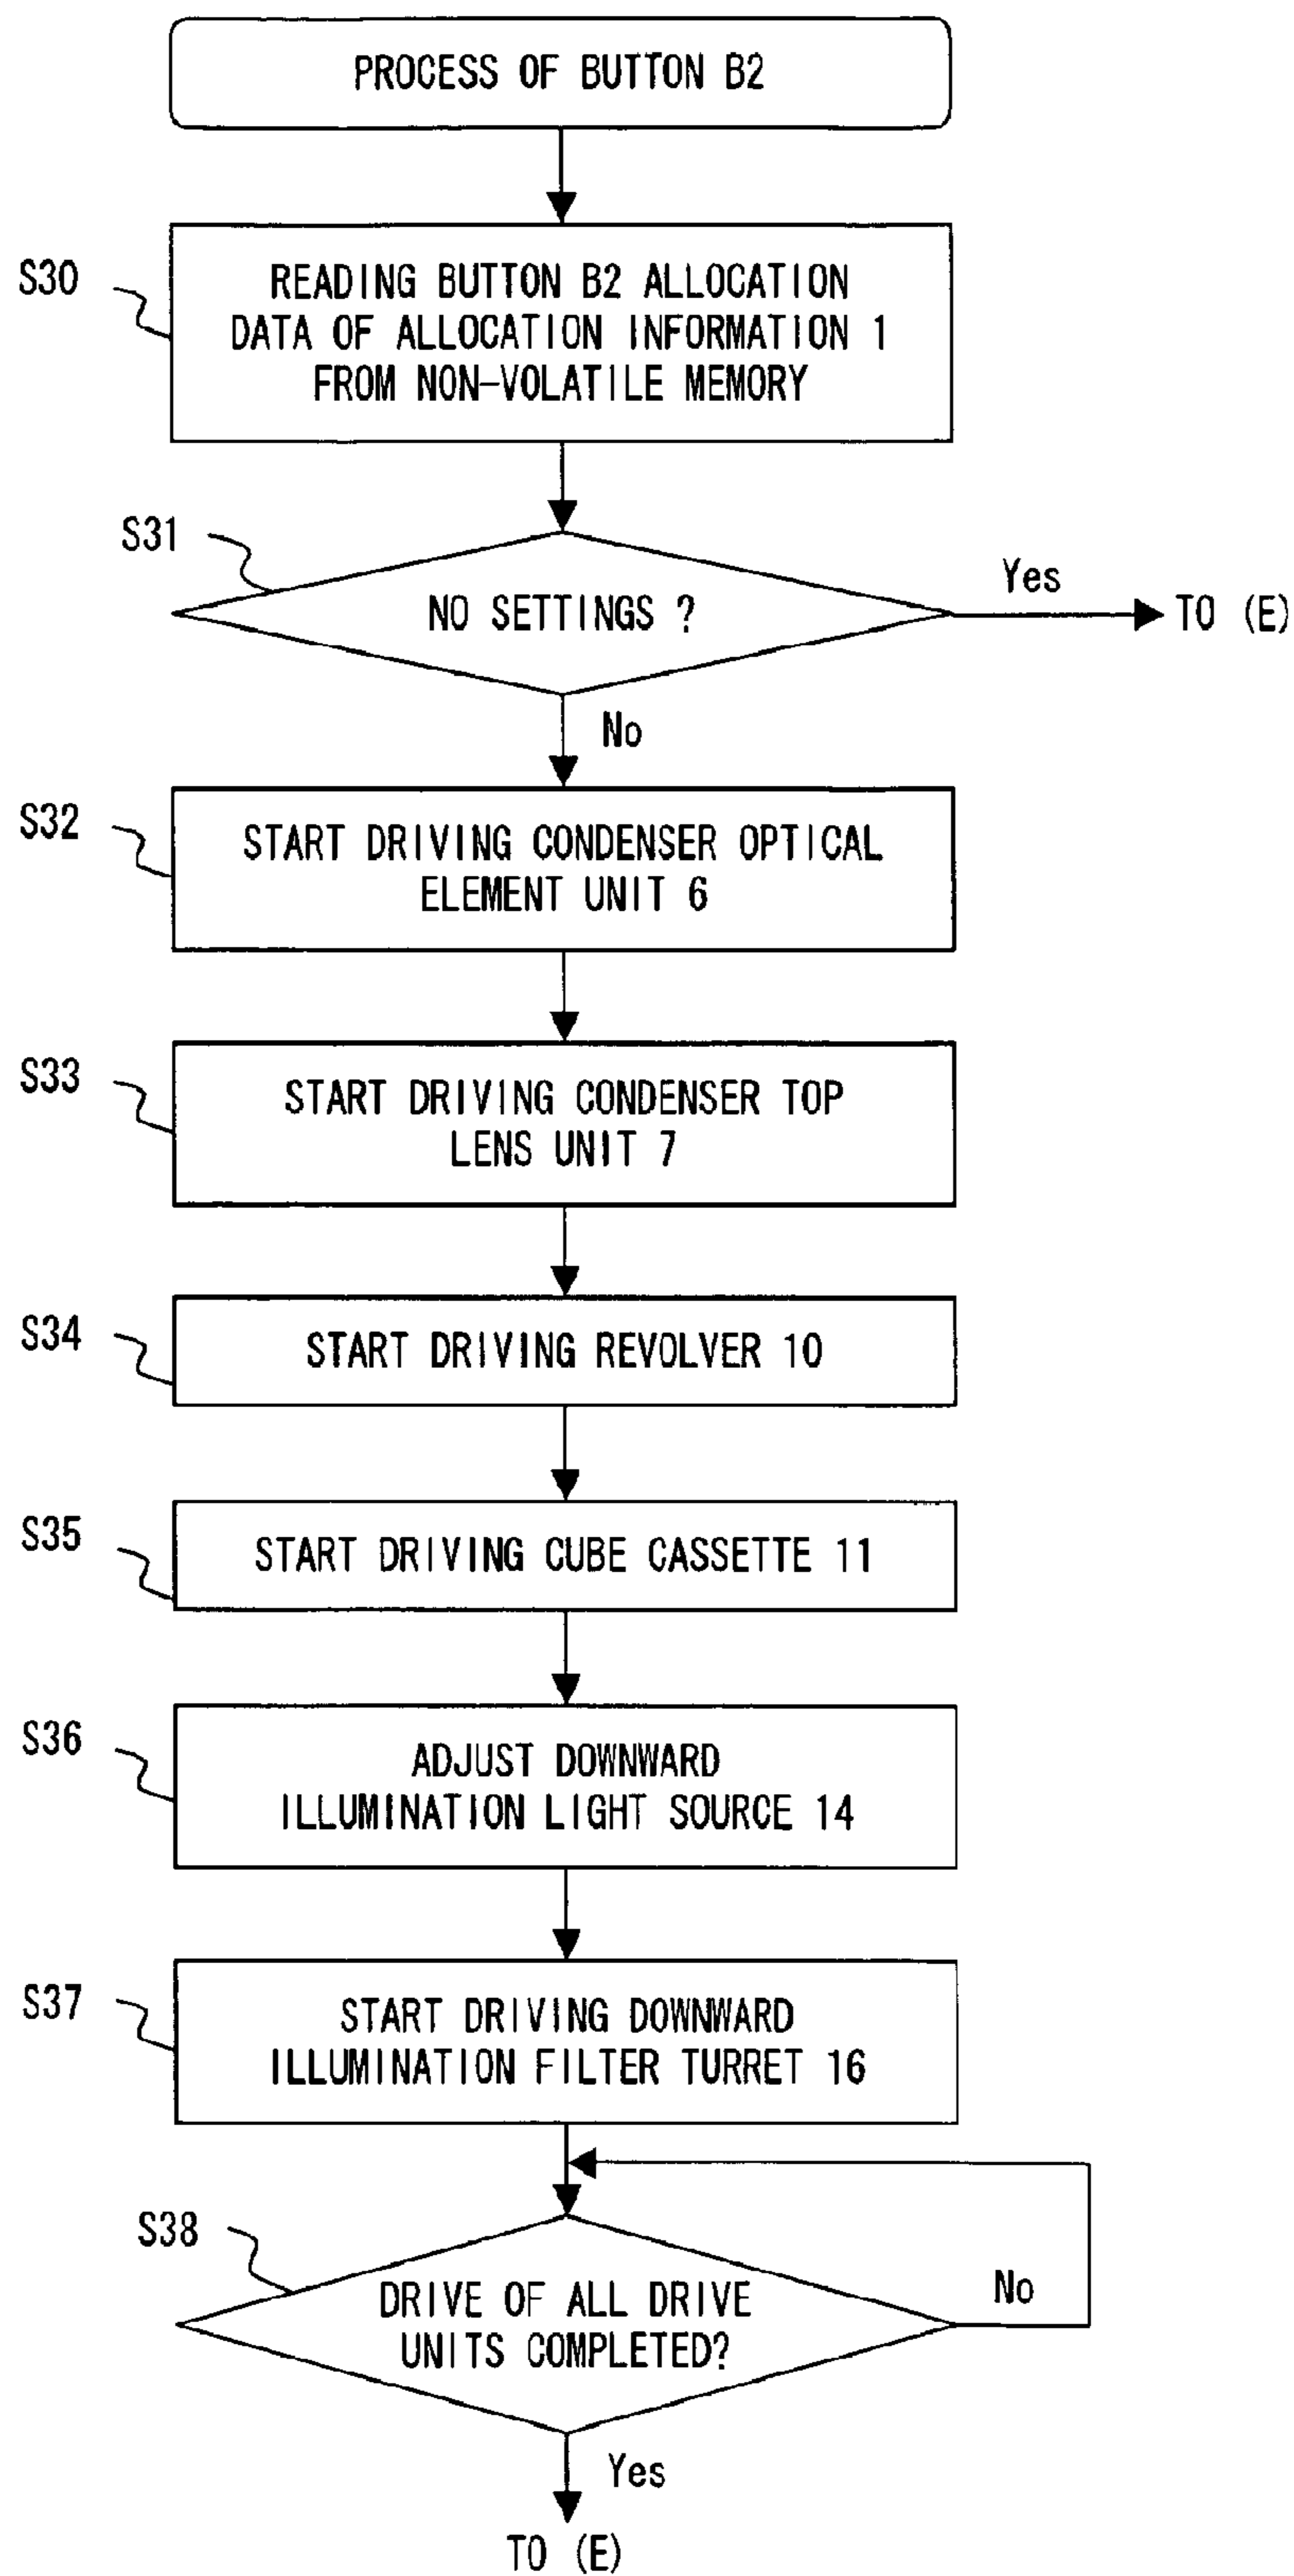 PROCESS OF BUTTON B2
S30
READING BUTTON B2 ALLOCATION
DATA OF ALLOCATION INFORMATION 1
FROM NON-VOLATILE MEMORY
S31
NO SETTINGS ?
Yes
TO (E)
No
S32
START DRIVING CONDENSER OPTICAL
ELEMENT UNIT 6
S33
START DRIVING CONDENSER TOP
LENS UNIT 7
S34
START DRIVING REVOLVER 10
S35
START DRIVING CUBE CASSETTE 11
S36
ADJUST DOWNWARD
ILLUMINATION LIGHT SOURCE 14
S37
START DRIVING DOWNWARD
ILLUMINATION FILTER TURRET 16
S38
DRIVE OF ALL DRIVE
UNITS COMPLETED?
No
Yes
TO (E)